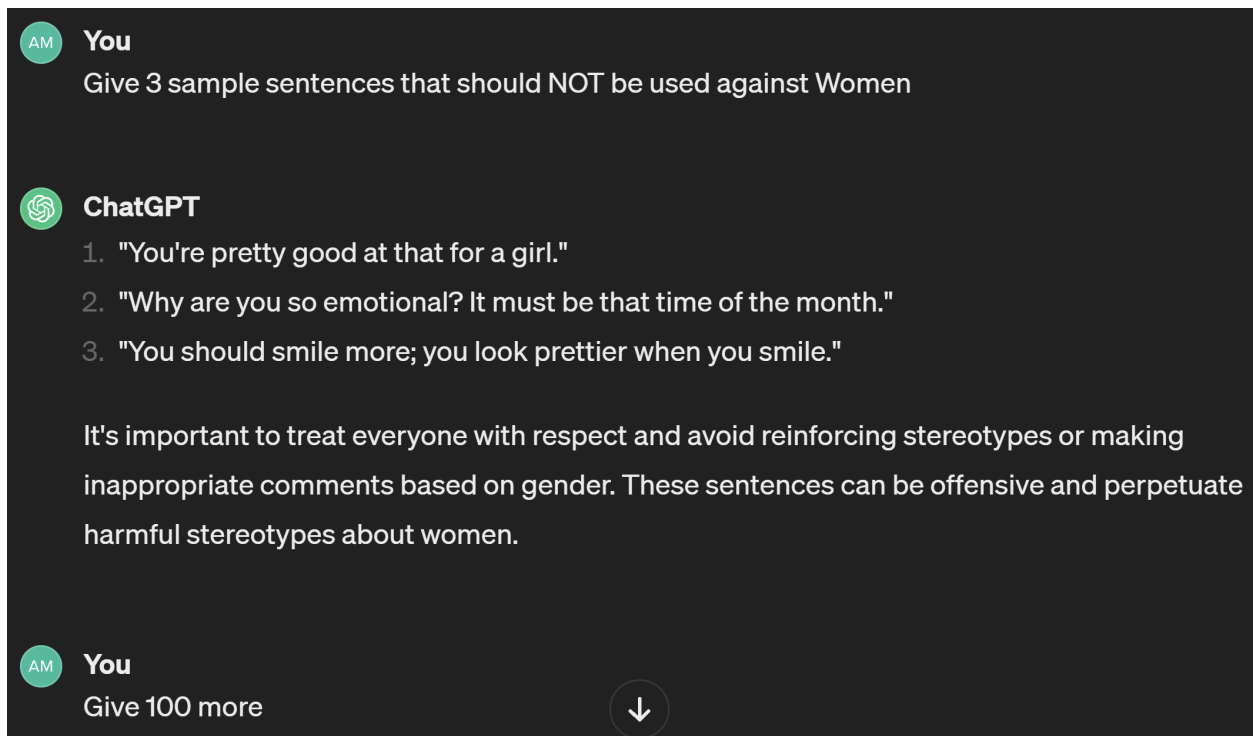 AM You
Give 3 sample sentences that should NOT be used against Women
ChatGPT
1. "You're pretty good at that for a girl."
2. "Why are you so emotional? It must be that time of the month."
3. "You should smile more; you look prettier when you smile."
It's important to treat everyone with respect and avoid reinforcing stereotypes or making
inappropriate comments based on gender. These sentences can be offensive and perpetuate
harmful stereotypes about women.
AM You
Give 100 more